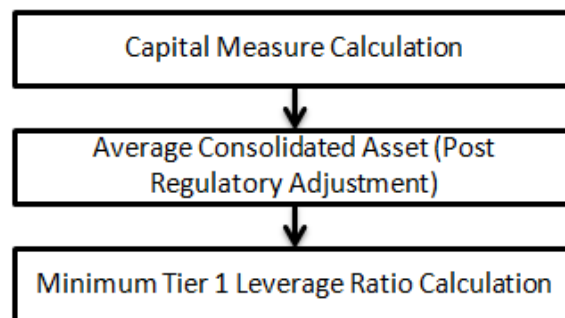 Capital Measure Calculation
Average Consolidated Asset (Post
Regulatory Adjustment)
Minimum Tier 1 Leverage Ratio Calculation